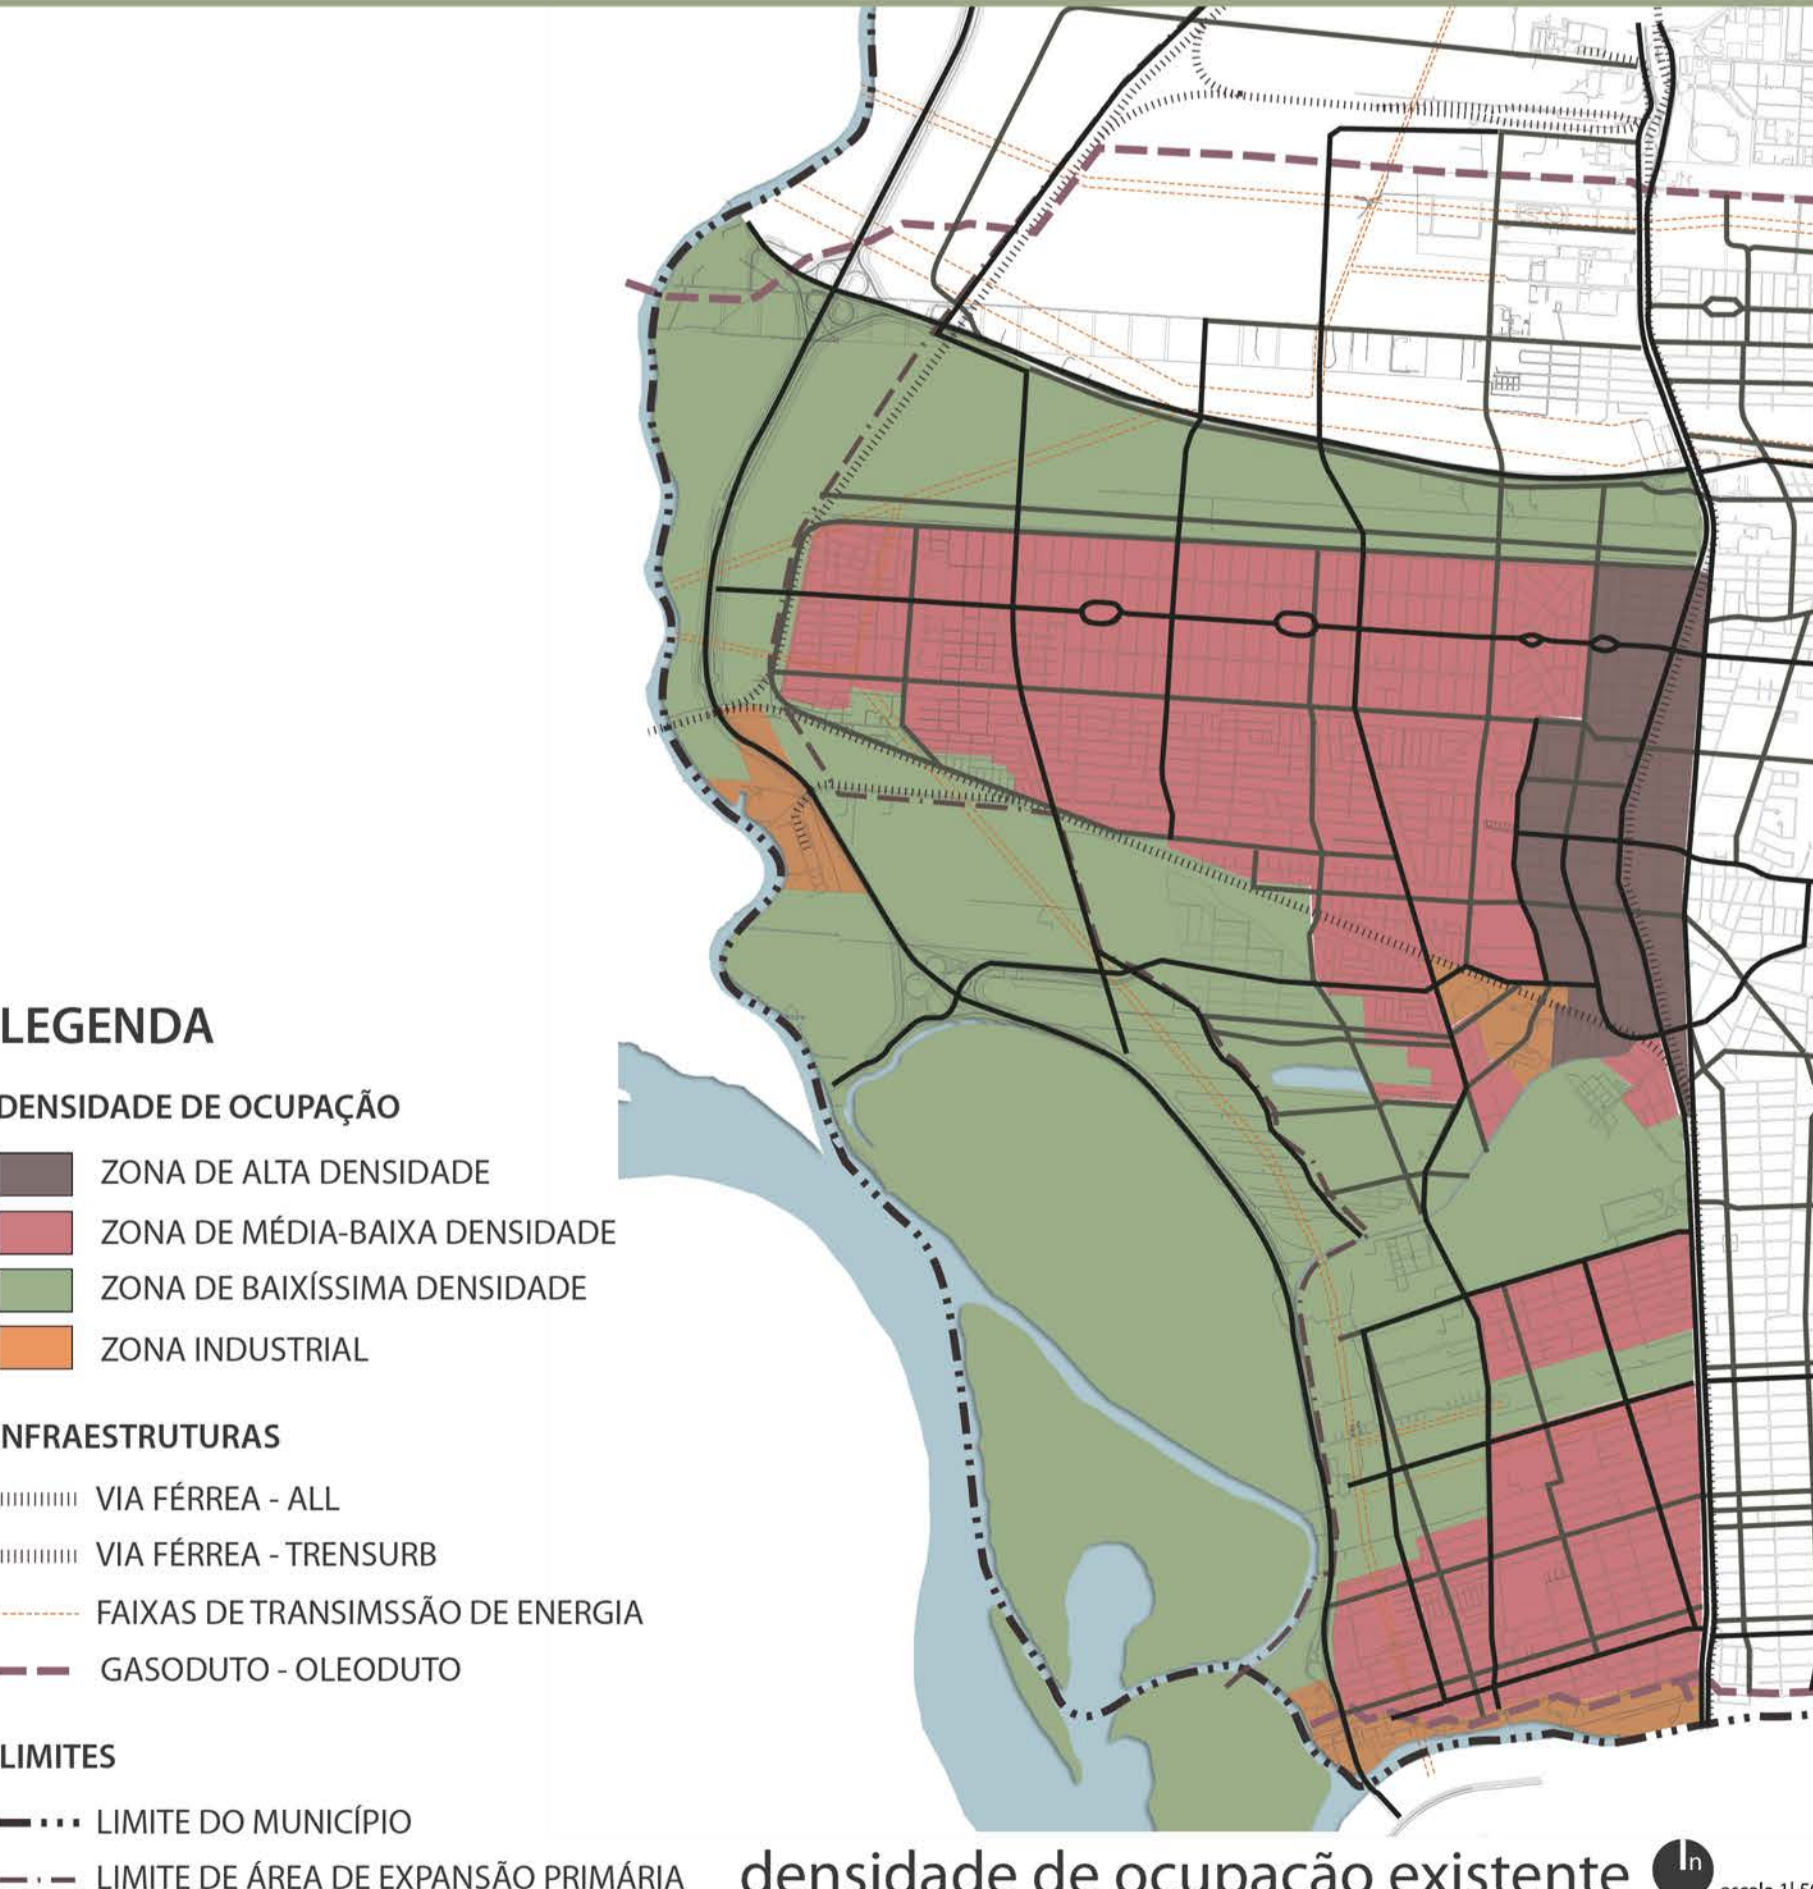 LEGENDA
DENSIDADE DE OCUPAÇÃO
ZONA DE ALTA DENSIDADE
ZONA DE MÉDIA-BAIXA DENSIDADE
ZONA DE BAIXÍSSIMA DENSIDADE
ZONA INDUSTRIAL
NFRAESTRUTURAS
VIA FÉRREA - ALL
VIA FÉRREA - TRENSURB
FAIXAS DE TRANSIMSSÃO DE ENERGIA
GASODUTO - OLEODUTO
LIMITES
LIMITE DO MUNICÍPIO
LIMITE DE ÁREA DE EXPANSÃO PRIMÁRIA
densidade de ocupação existente
n